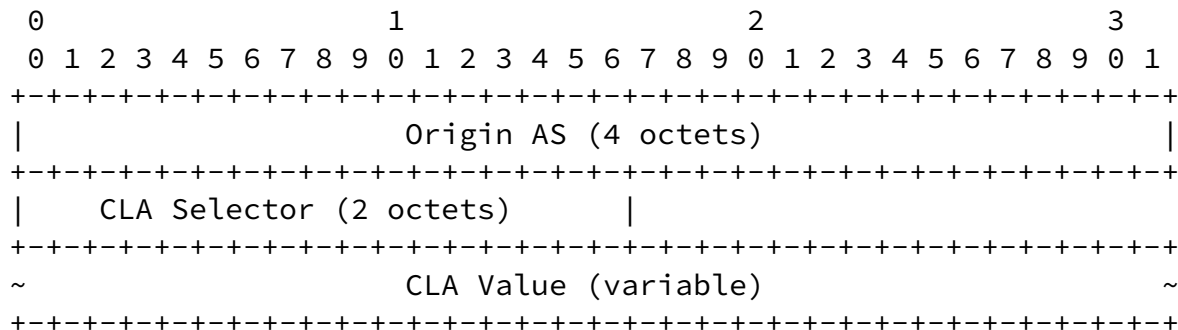 0                   1                   2                   3
 0 1 2 3 4 5 6 7 8 9 0 1 2 3 4 5 6 7 8 9 0 1 2 3 4 5 6 7 8 9 0 1
+-+-+-+-+-+-+-+-+-+-+-+-+-+-+-+-+-+-+-+-+-+-+-+-+-+-+-+-+-+-+-+-+
|                     Origin AS (4 octets)                      |
+-+-+-+-+-+-+-+-+-+-+-+-+-+-+-+-+-+-+-+-+-+-+-+-+-+-+-+-+-+-+-+-+
|    CLA Selector (2 octets)      |
+-+-+-+-+-+-+-+-+-+-+-+-+-+-+-+-+-+-+-+-+-+-+-+-+-+-+-+-+-+-+-+-+
~                     CLA Value (variable)                      ~
+-+-+-+-+-+-+-+-+-+-+-+-+-+-+-+-+-+-+-+-+-+-+-+-+-+-+-+-+-+-+-+-+